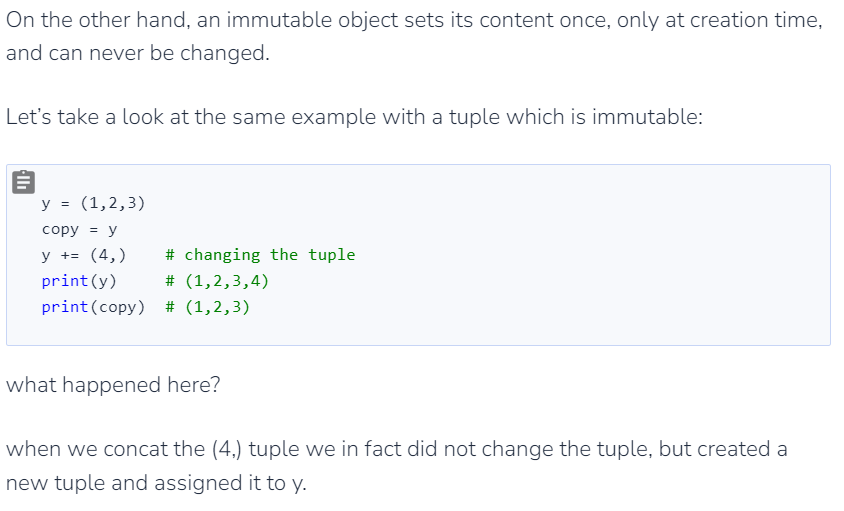 On the other hand, an immutable object sets its content once, only at creation time,
and can never be changed.
Let's take a look at the same example with a tuple which is immutable:
y = (1,2,3)
copy = y
y += (4,)    # changing the tuple
print(y)     # (1,2,3,4)
print(copy)  # (1,2,3)
what happened here?
when we concat the (4,) tuple we in fact did not change the tuple, but created a
new tuple and assigned it to y.